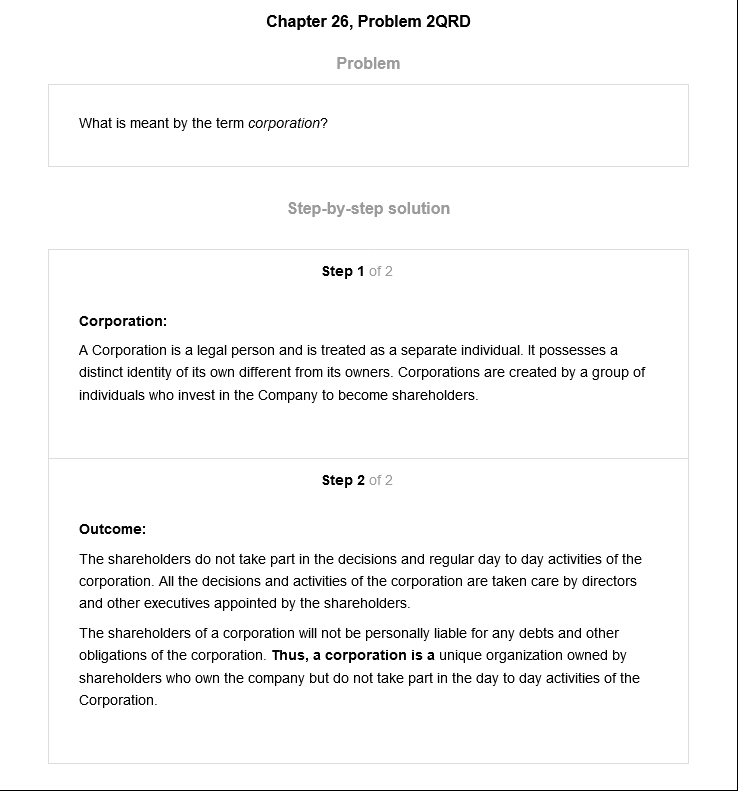 Chapter 26, Problem 2QRD
Problem
What is meant by the term corporation?
Step-by-step solution
Step 1 of 2
Corporation:
A Corporation is a legal person and is treated as a separate individual. It possesses a
distinct identity of its own different from its owners. Corporations are created by a group of
individuals who invest in the Company to become shareholders.
Step 2 of 2
Outcome:
The shareholders do not take part in the decisions and regular day to day activities of the
corporation. All the decisions and activities of the corporation are taken care by directors
and other executives appointed by the shareholders.
The shareholders of a corporation will not be personally liable for any debts and other
obligations of the corporation. Thus, a corporation is a unique organization owned by
shareholders who own the company but do not take part in the day to day activities of the
Corporation.